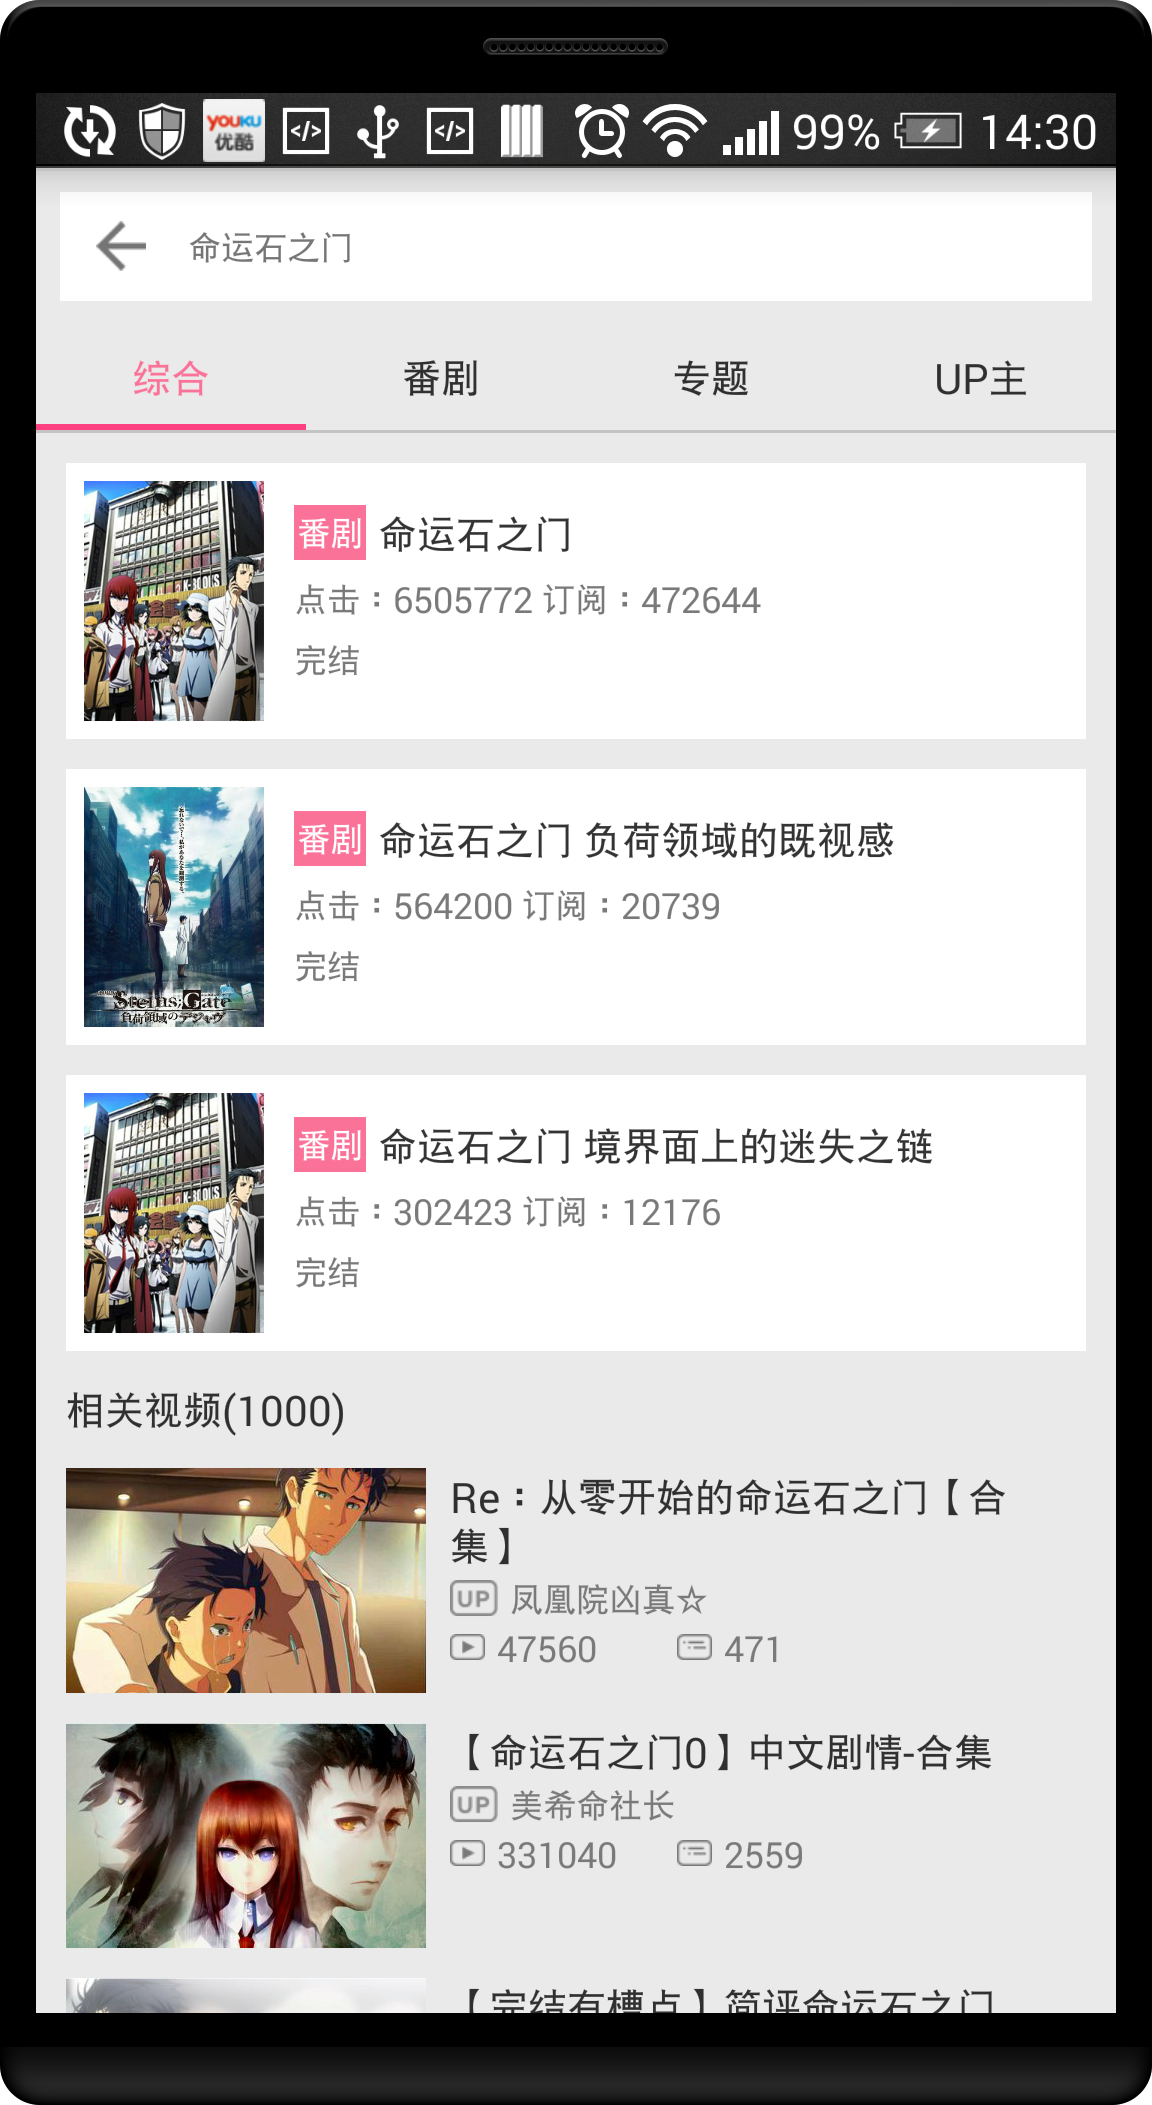 YOUKU
优酷
99%
14:30
命运石之门
综合
番剧
专题
UP主
番剧 命运石之门
点击：6505772 订阅：472644
完结
番剧 命运石之门 负荷领域的既视感
点击：564200 订阅：20739
完结
Steins;Gate
負荷領域のデジャヴ
番剧 命运石之门 境界面上的迷失之链
点击：302423 订阅：12176
完结
相关视频(1000)
Re：从零开始的命运石之门【合
集】
UP 凤凰院凶真☆
47560 471
【命运石之门0】中文剧情-合集
UP 美希命社长
331040 2559
【完结有槽点】简评命运石之门